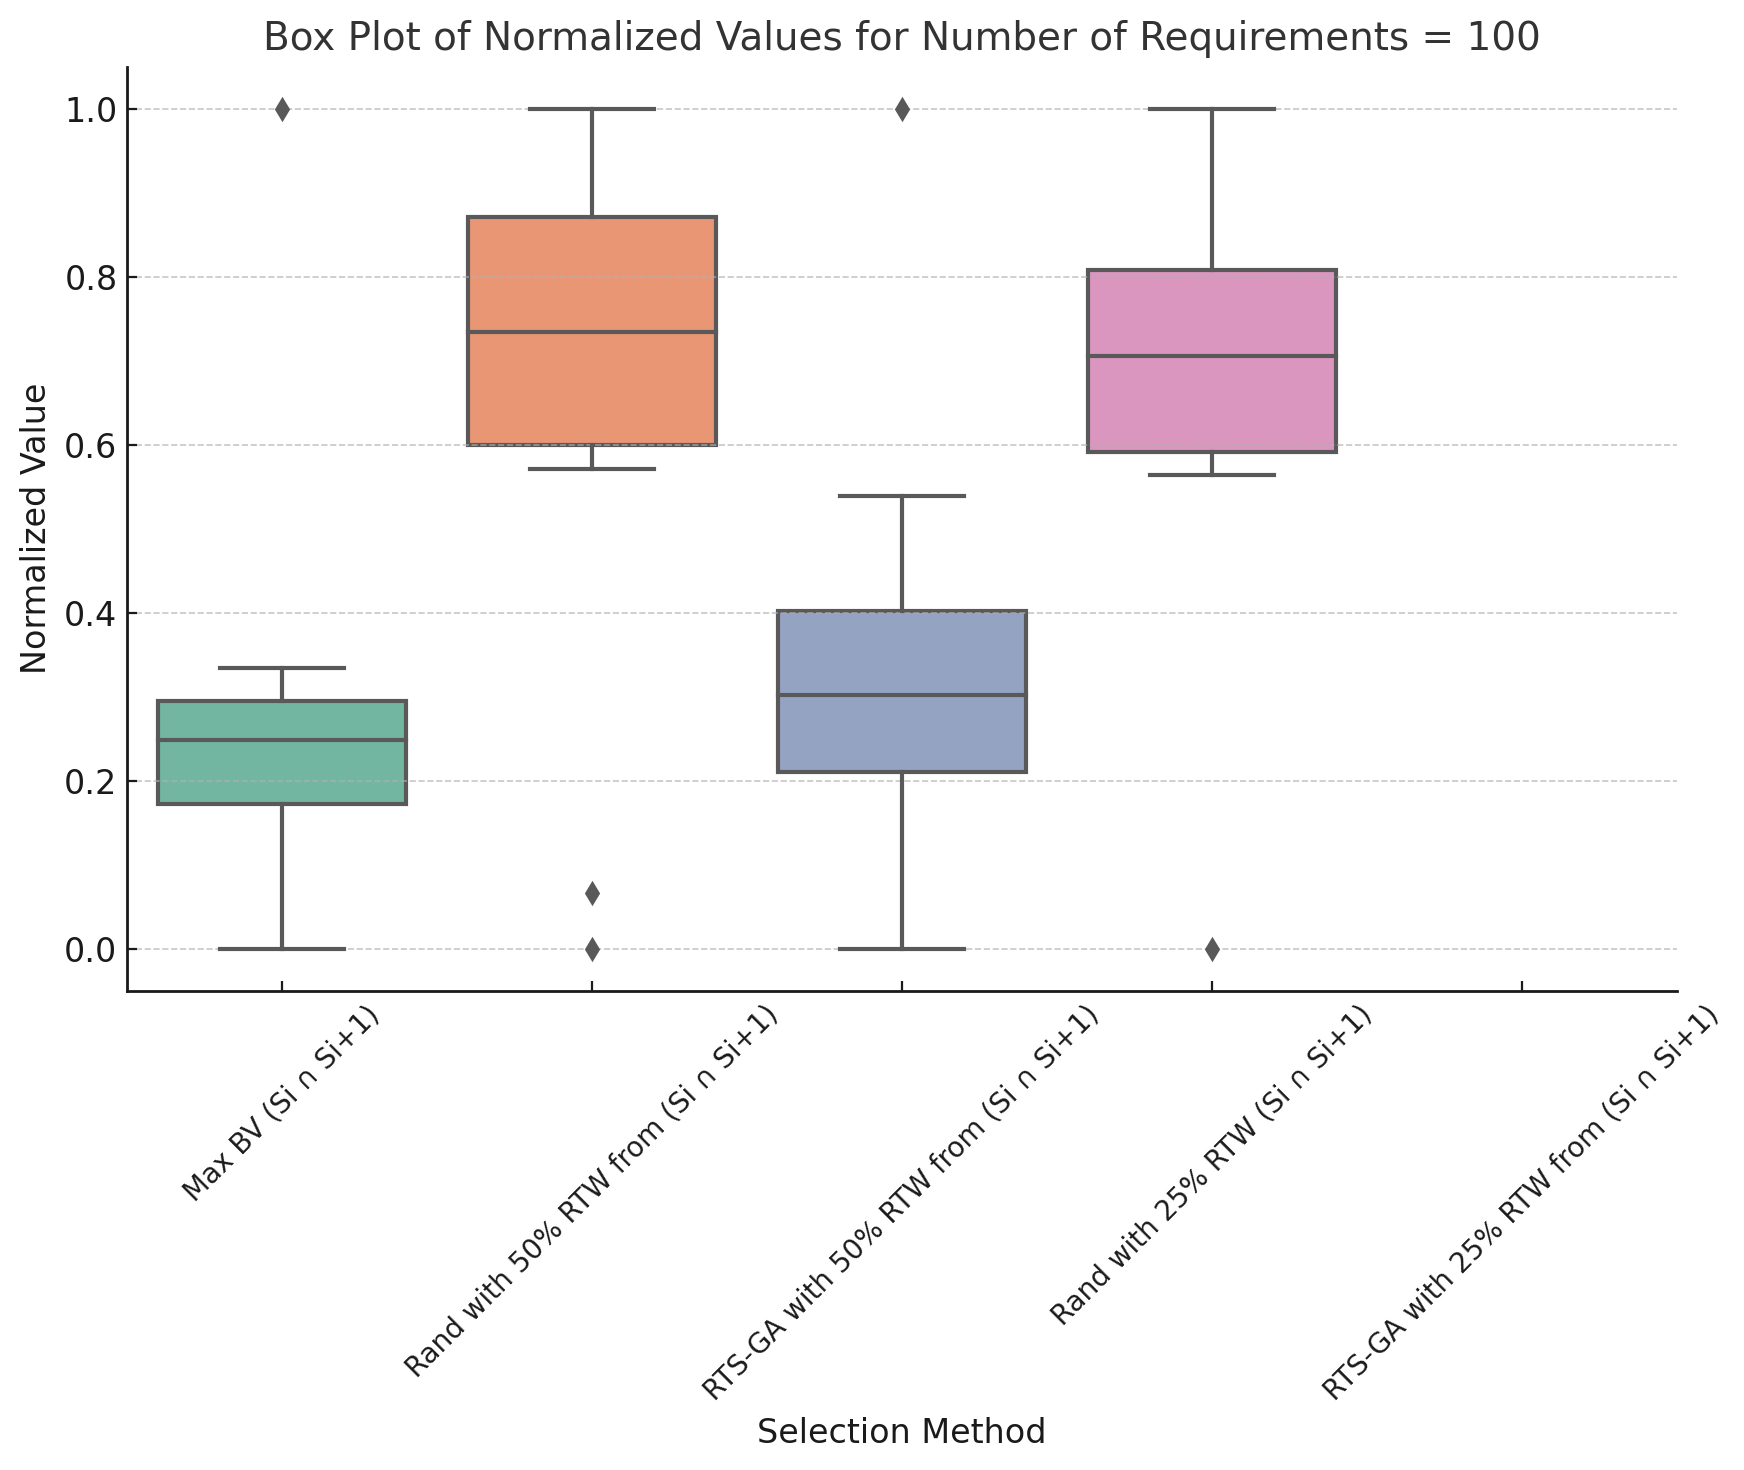 Box Plot of Normalized Values for Number of Requirements = 100
Normalized Value
1.0
0.8
0.6
0.4
0.2
0.0
Max BV (Si ∩ Si+1)
Rand with 50% RTW from (Si ∩ Si+1)
RTS-GA with 50% RTW from (Si ∩ Si+1)
Rand with 25% RTW (Si ∩ Si+1)
RTS-GA with 25% RTW from (Si ∩ Si+1)
Selection Method